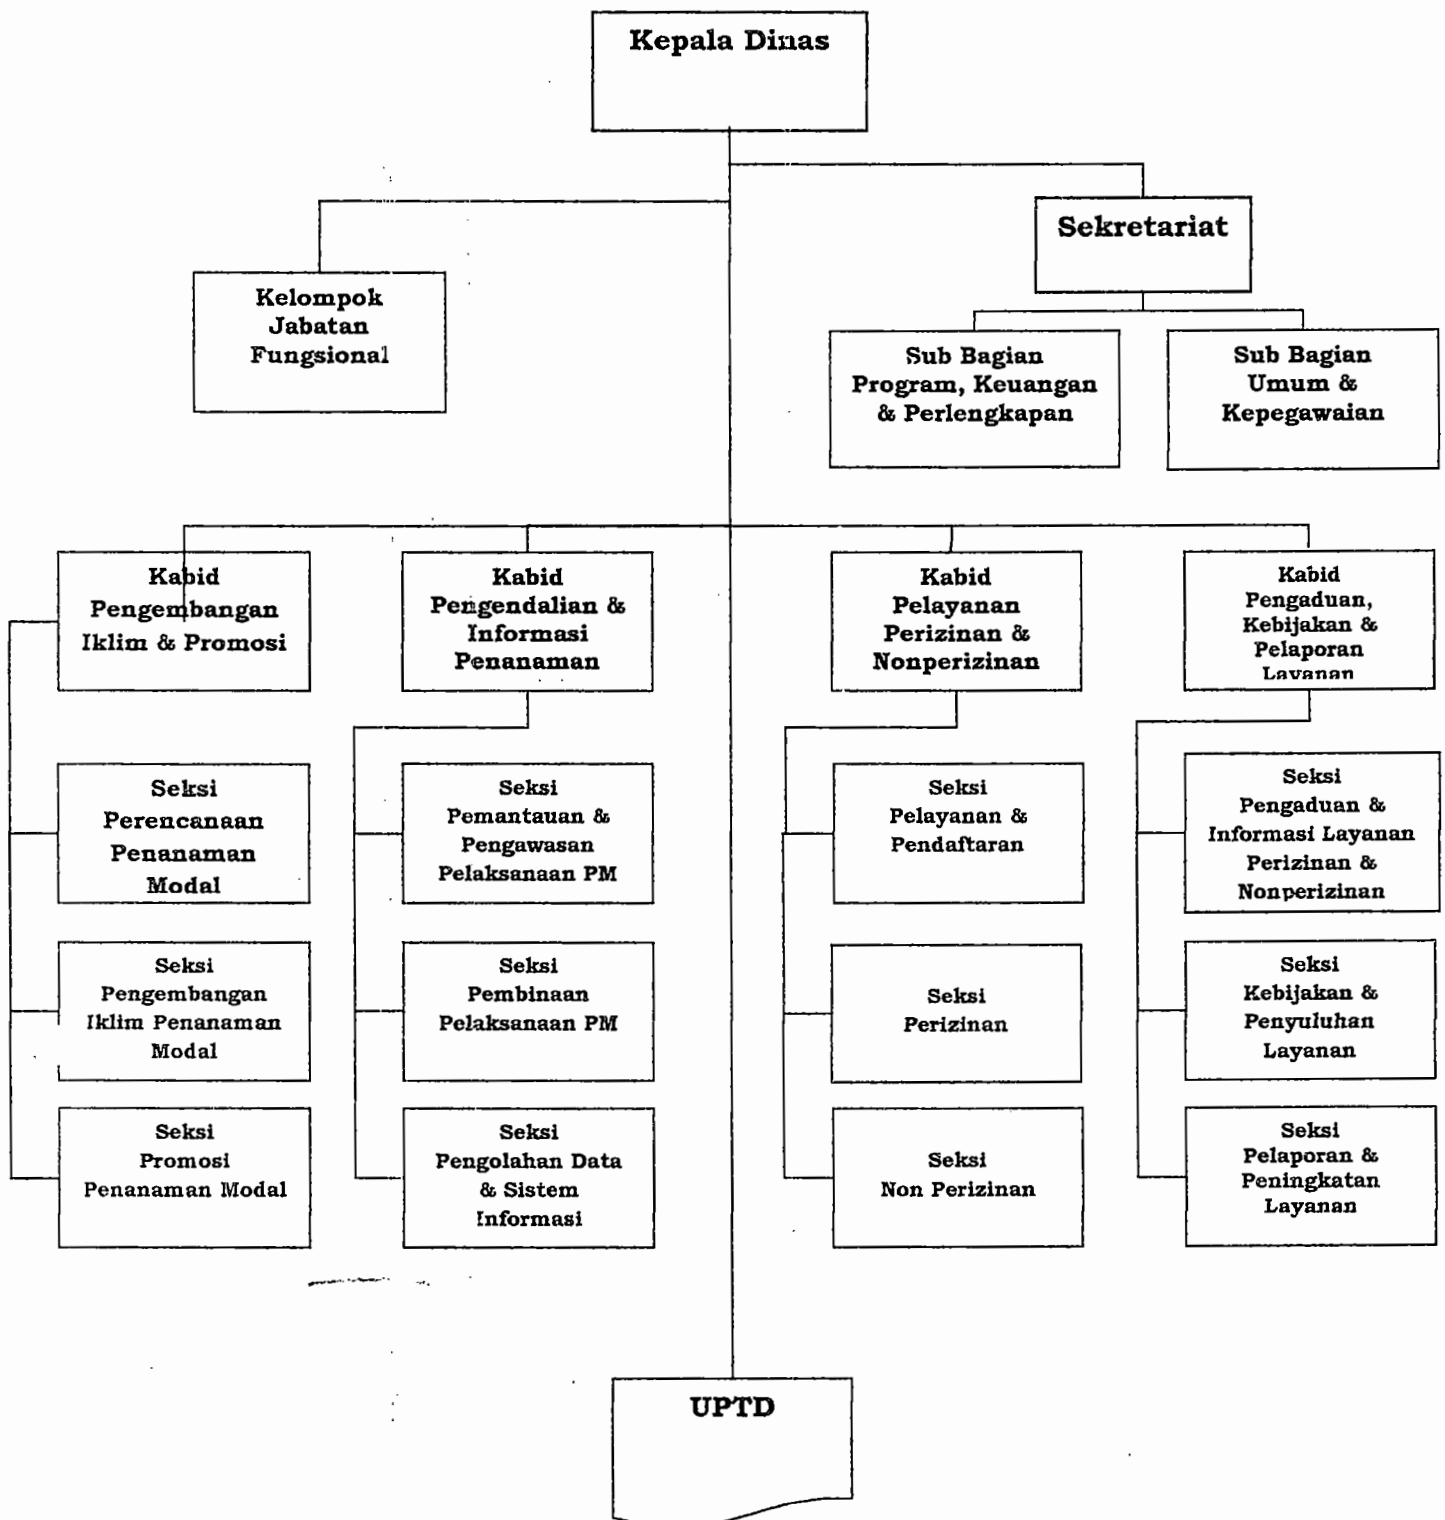 Kepala Dinas
Sekretariat
Kelompok
Jabatan
Fungsional
Sub Bagian
Program, Keuangan
& Perlengkapan
Sub Bagian
Umum &
Kepegawaian
Kabid
Pengembangan
Iklim & Promosi
Kabid
Pengendalian &
Informasi
Penanaman
Kabid
Pelayanan
Perizinan &
Nonperizinan
Kabid
Pengaduan,
Kebijakan &
Pelaporan
Layanan
Seksi
Perencanaan
Penanaman
Modal
Seksi
Pemantauan &
Pengawasan
Pelaksanaan PM
Seksi
Pelayanan &
Pendaftaran
Seksi
Pengaduan &
Informasi Layanan
Perizinan &
Nonperizinan
Seksi
Pengembangan
Iklim Penanaman
Modal
Seksi
Pembinaan
Pelaksanaan PM
Seksi
Perizinan
Seksi
Kebijakan &
Penyuluhan
Layanan
Seksi
Promosi
Penanaman Modal
Seksi
Pengolahan Data
& Sistem
Informasi
Seksi
Non Perizinan
Seksi
Pelaporan &
Peningkatan
Layanan
UPTD